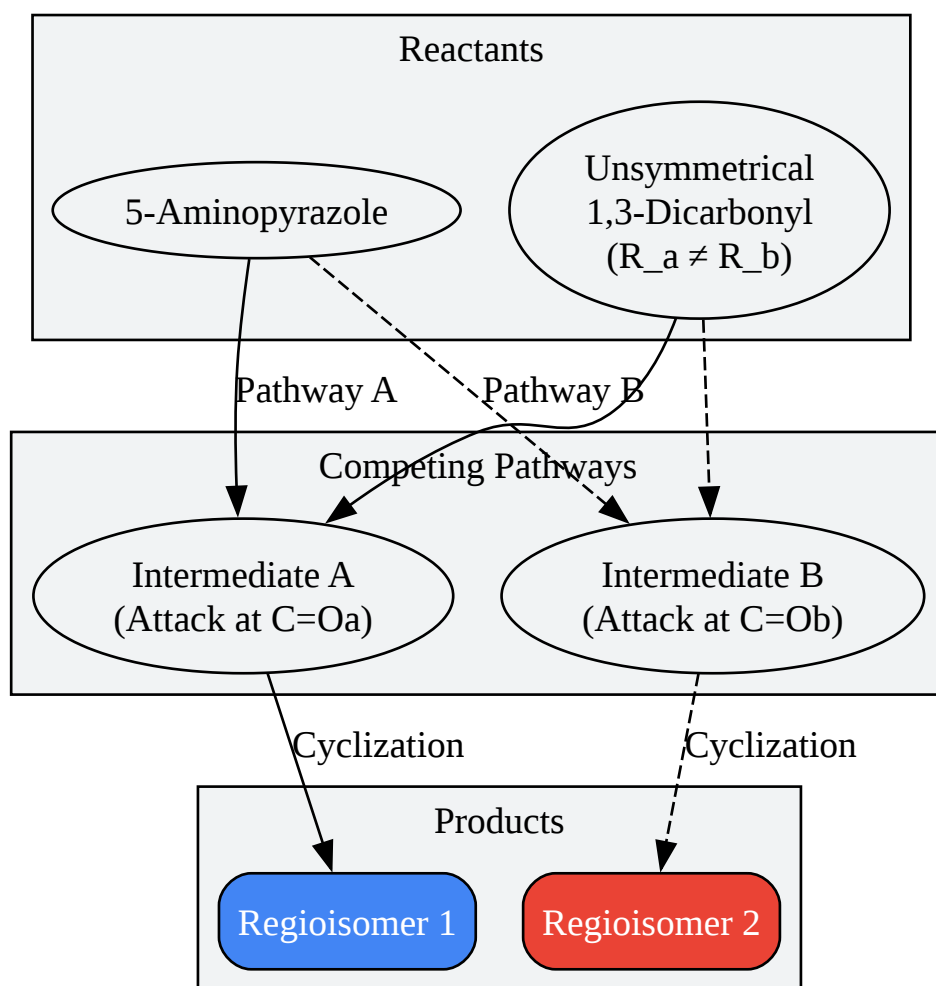 Reactants
5-Aminopyrazole
Unsymmetrical
1,3-Dicarbonyl
(R_a ≠ R_b)
Pathway A
Pathway B
Competing Pathways
Intermediate A
(Attack at C=Oa)
Intermediate B
(Attack at C=Ob)
Cyclization
Cyclization
Products
Regioisomer 1
Regioisomer 2